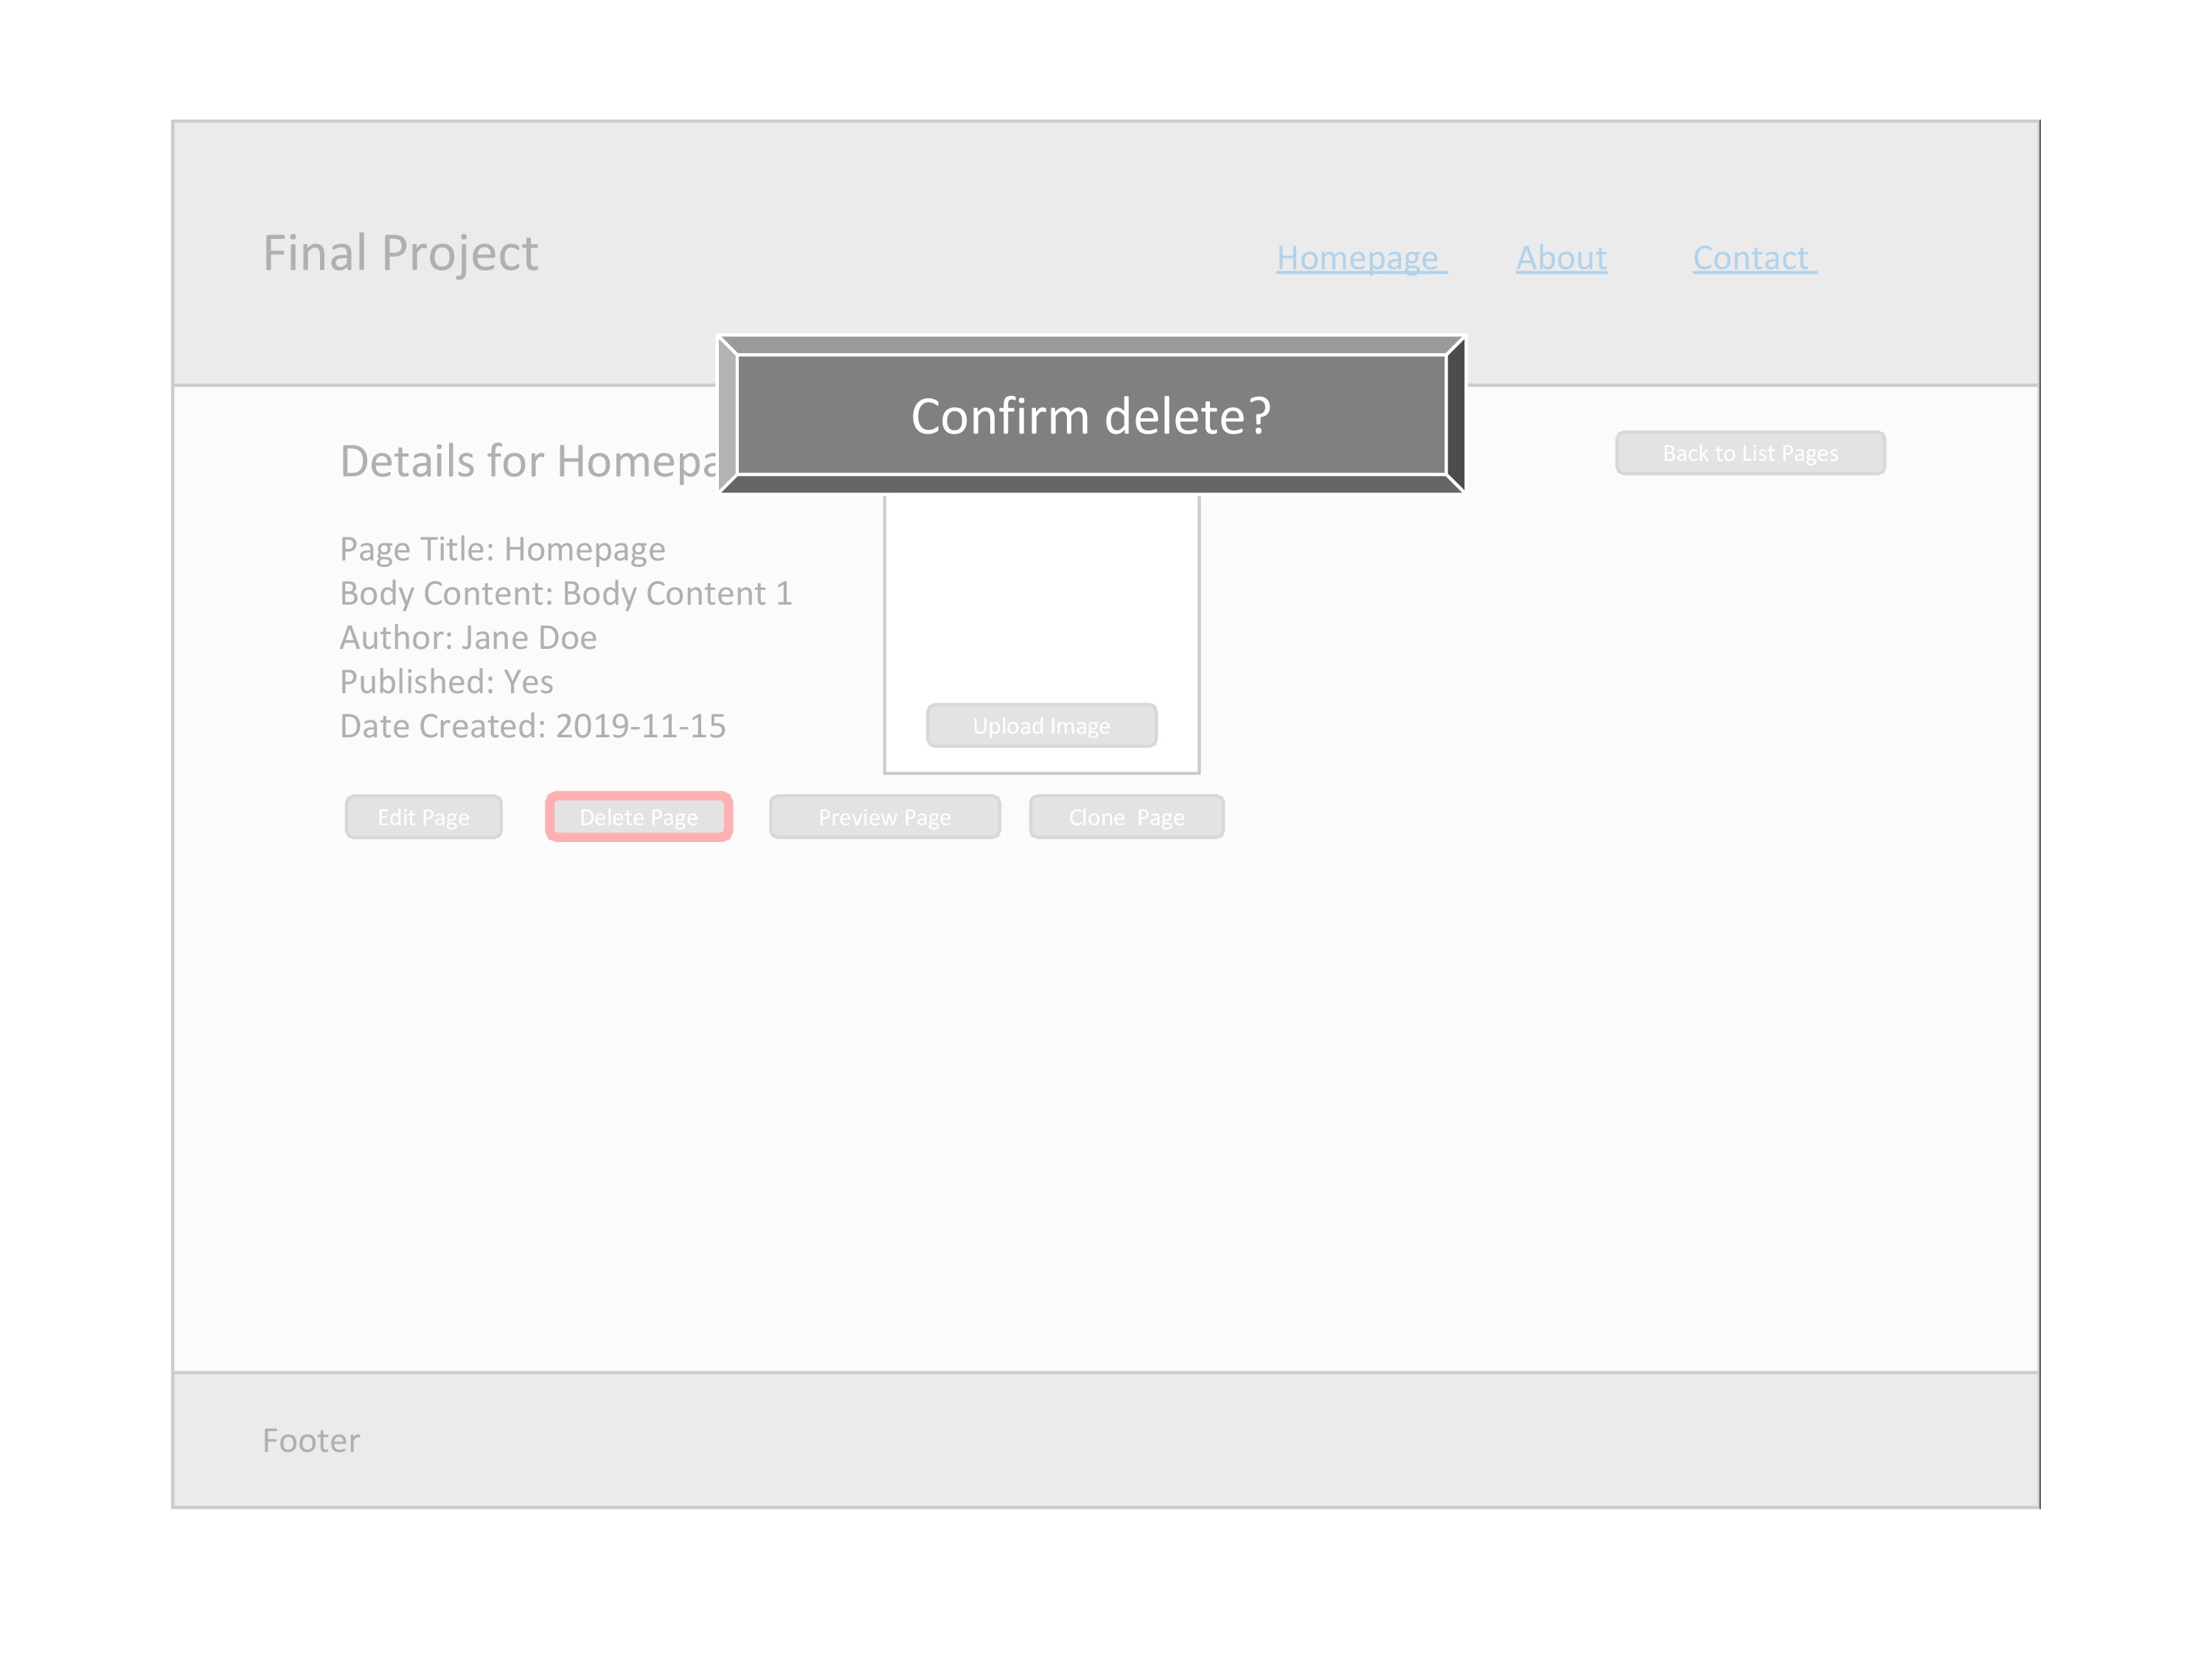 Final Project
Homepage About Contact
Confirm delete?
Details for Homepa
Back to List Pages
Page Title: Homepage
Body Content: Body Content 1
Author: Jane Doe
Published: Yes
Date Created: 2019-11-15
Upload Image
Edit Page Delete Page Preview Page Clone Page
Footer